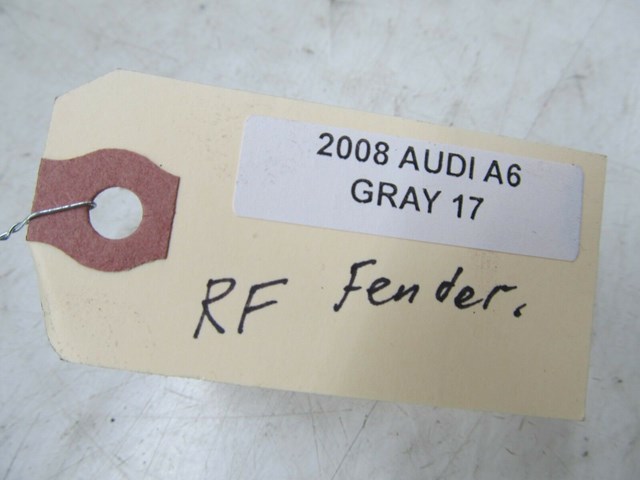 2008 AUDI A6
GRAY 17
RF Fender.